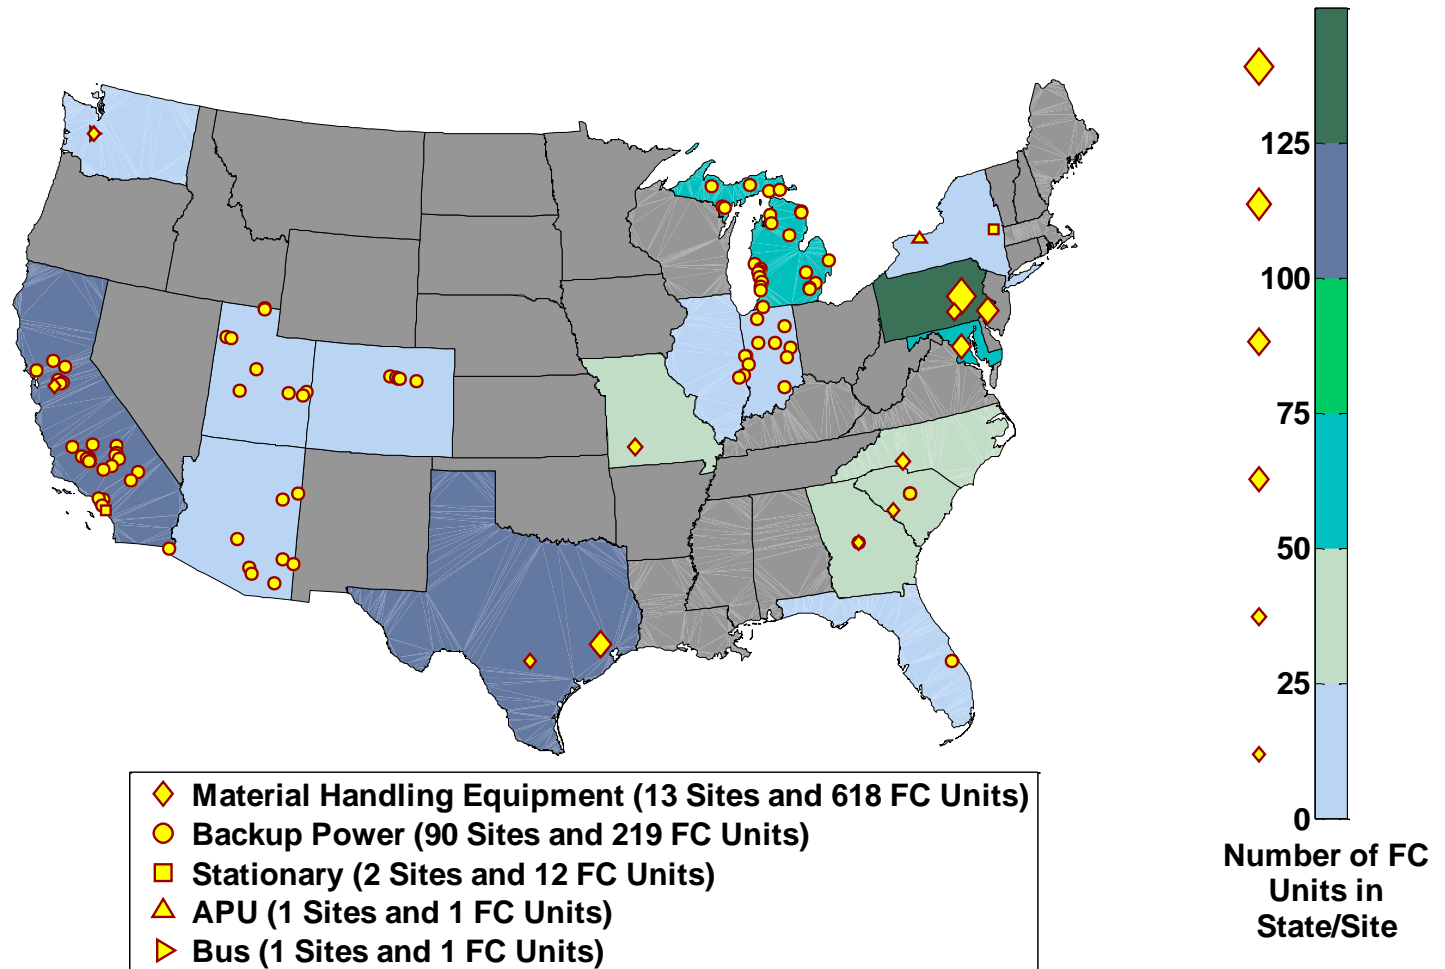 125
100
75
50
25
0
Number of FC
Units in
State/Site
Material Handling Equipment (13 Sites and 618 FC Units)
Backup Power (90 Sites and 219 FC Units)
Stationary (2 Sites and 12 FC Units)
APU (1 Sites and 1 FC Units)
Bus (1 Sites and 1 FC Units)